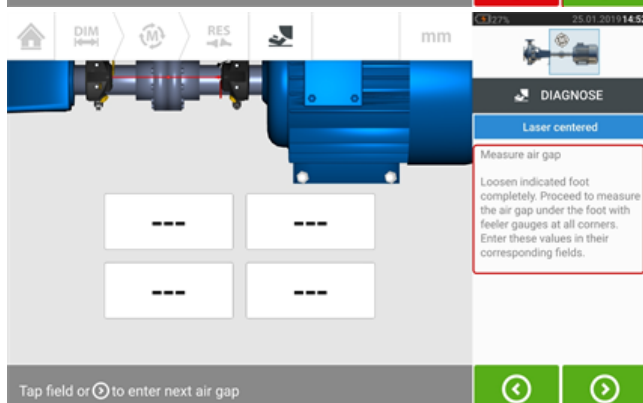 DIM
M
RES
mm
27%
25.01.2019 14:52
DIAGNOSE
Laser centered
Measure air gap
Loosen indicated foot
completely. Proceed to measure
the air gap under the foot with
feeler gauges at all corners.
Enter these values in their
corresponding fields.
--- ---
--- ---
Tap field or to enter next air gap